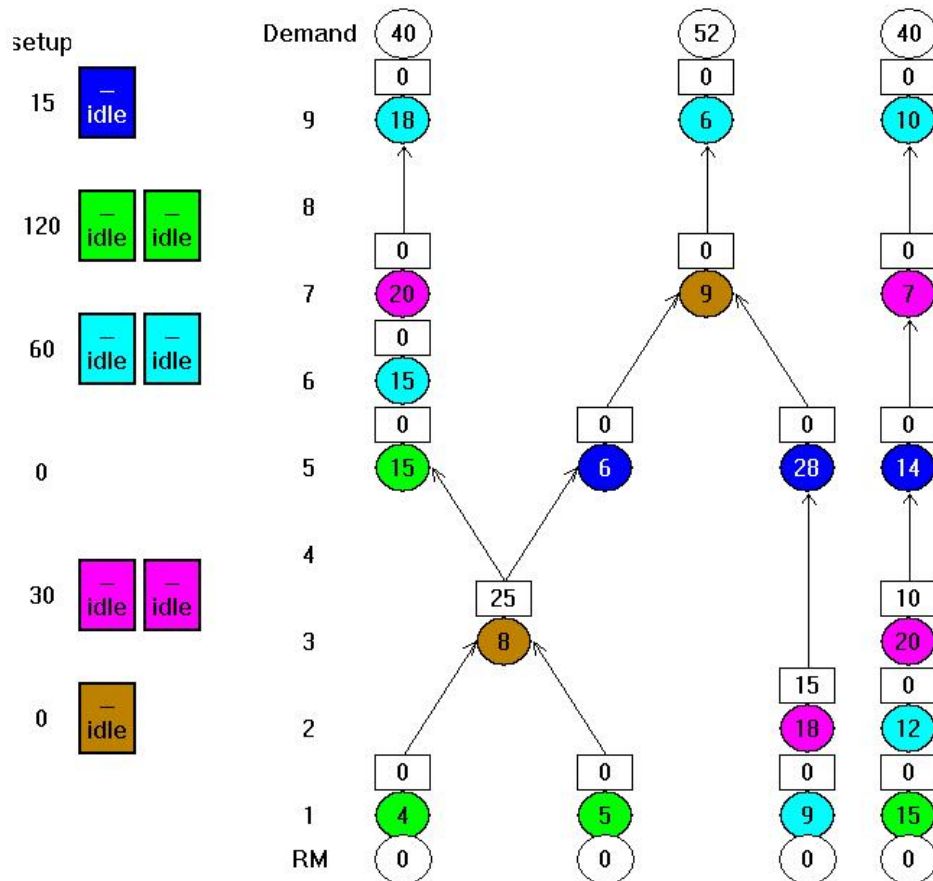 Demand 40 52 40
setup
0 0 0
15 — idle
9 18 6 10
8
120 — idle — idle
0 0 0
7 20 9 7
0
60 — idle — idle
6 15
0 0 0 0
0
5 15 6 28 14
4
25 10
30 — idle — idle
3 8 20
15 0
0 — idle
2 18 12
0 0 0 0
1 4 5 9 15
RM 0 0 0 0